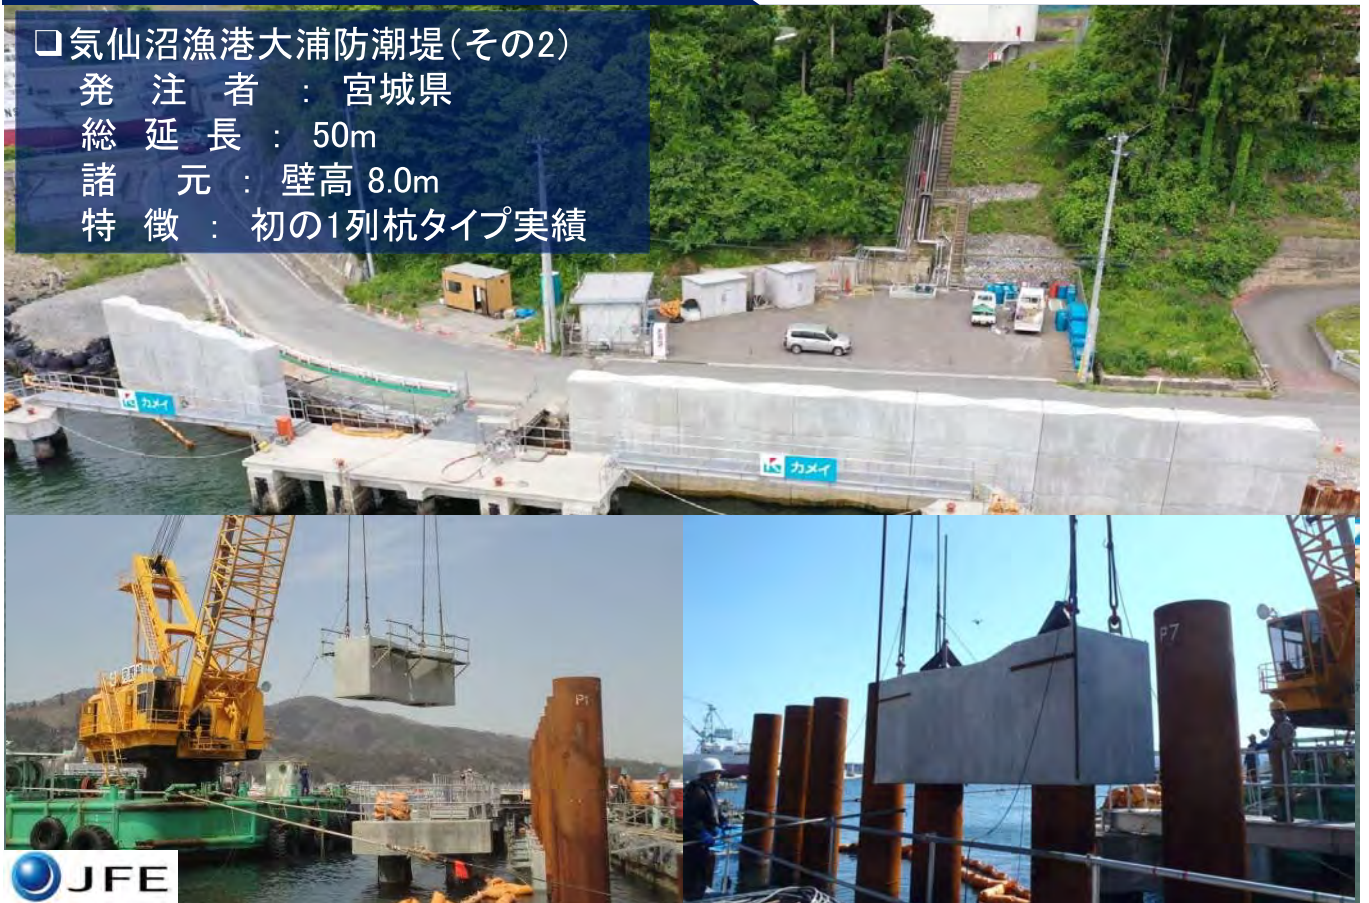 ❑気仙沼漁港大浦防潮堤(その2)
発 注 者 : 宮城県
総 延 長 : 50m
諸 元 : 壁高 8.0m
特 徴 : 初の1列杭タイプ実績
カメイ
カメイ
P1
P7
JFE